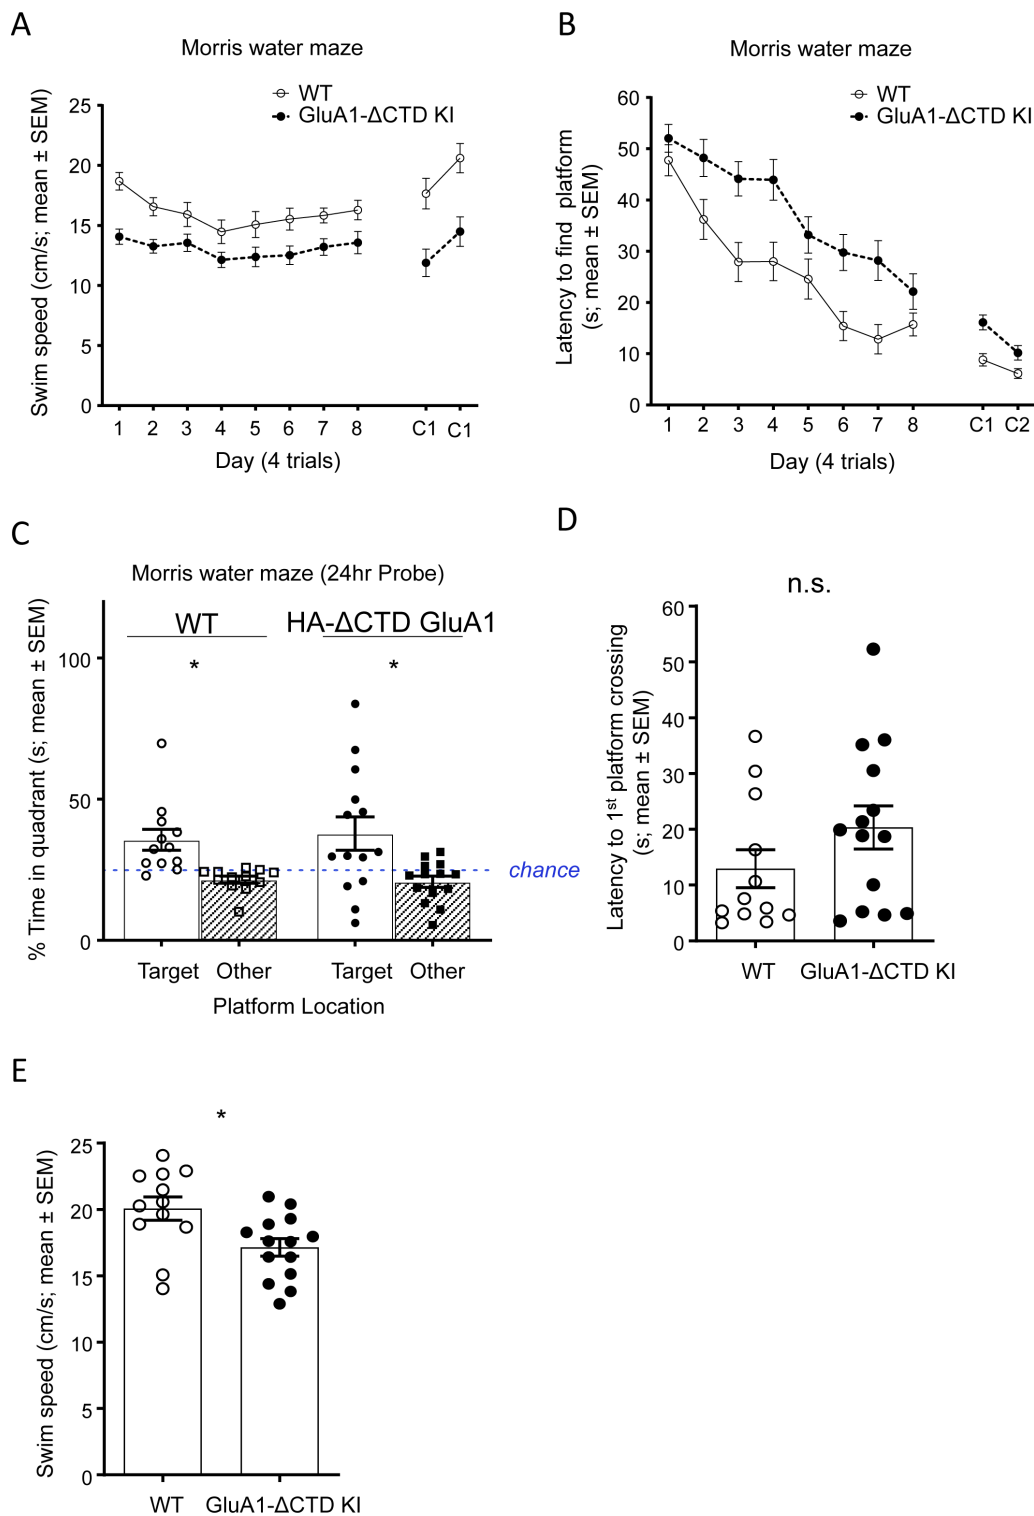 A
Morris water maze
WT
GluA1-ΔCTD KI
Swim speed (cm/s; mean ± SEM)
25
20
15
10
5
0
1 2 3 4 5 6 7 8 C1 C1
Day (4 trials)
B
Morris water maze
WT
GluA1-ΔCTD KI
Latency to find platform
(s; mean ± SEM)
60
50
40
30
20
10
0
1 2 3 4 5 6 7 8 C1 C2
Day (4 trials)
C
Morris water maze (24hr Probe)
WT HA-ΔCTD GluA1
* *
% Time in quadrant (s; mean ± SEM)
100
50
0
chance
Target Other Target Other
Platform Location
D
n.s.
Latency to 1st platform crossing
(s; mean ± SEM)
60
50
40
30
20
10
0
WT GluA1-ΔCTD KI
E
*
Swim speed (cm/s; mean ± SEM)
25
20
15
10
5
0
WT GluA1-ΔCTD KI